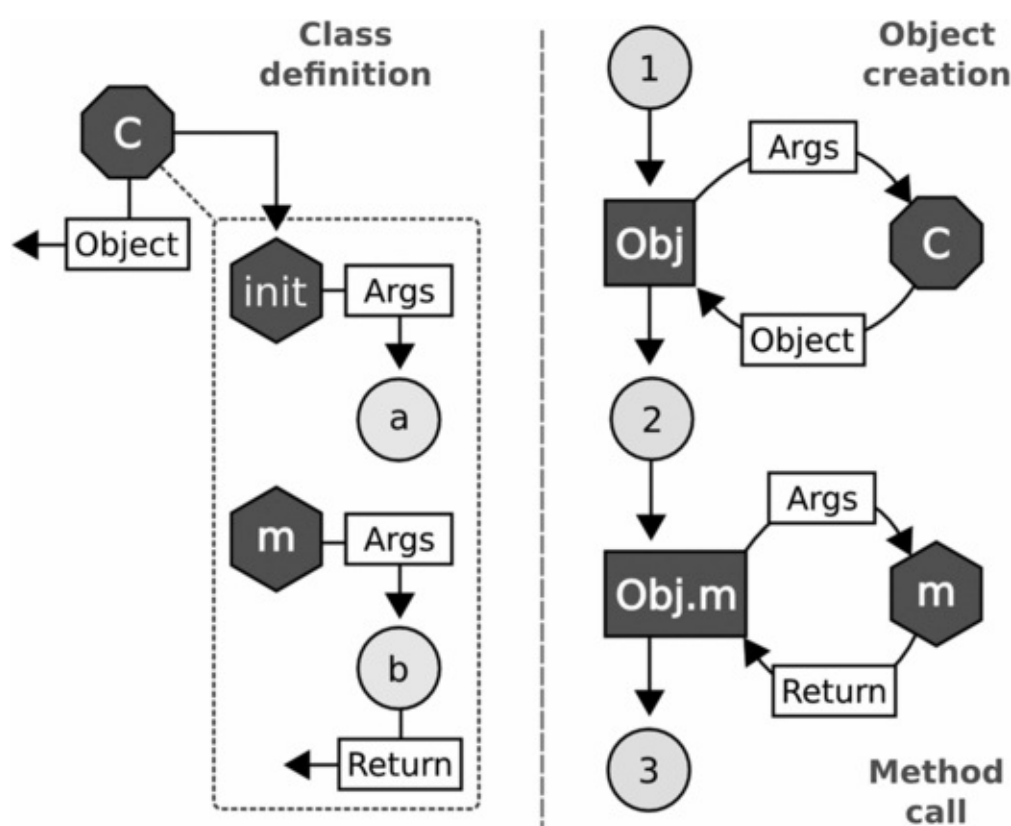 Class
definition
C
Object
init
Args
a
m
Args
b
Return
Object
creation
1
Args
Obj
C
Object
2
Args
Obj.m
m
Return
3
Method
call